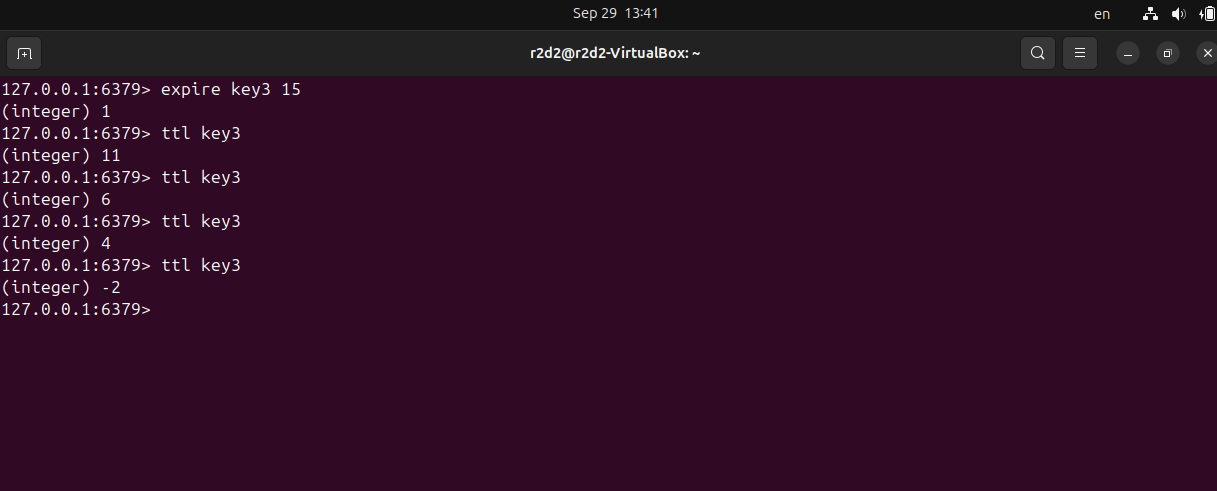 Sep 29 13:41
en
r2d2@r2d2-VirtualBox: ~
127.0.0.1:6379> expire key3 15
(integer) 1
127.0.0.1:6379> ttl key3
(integer) 11
127.0.0.1:6379> ttl key3
(integer) 6
127.0.0.1:6379> ttl key3
(integer) 4
127.0.0.1:6379> ttl key3
(integer) -2
127.0.0.1:6379>